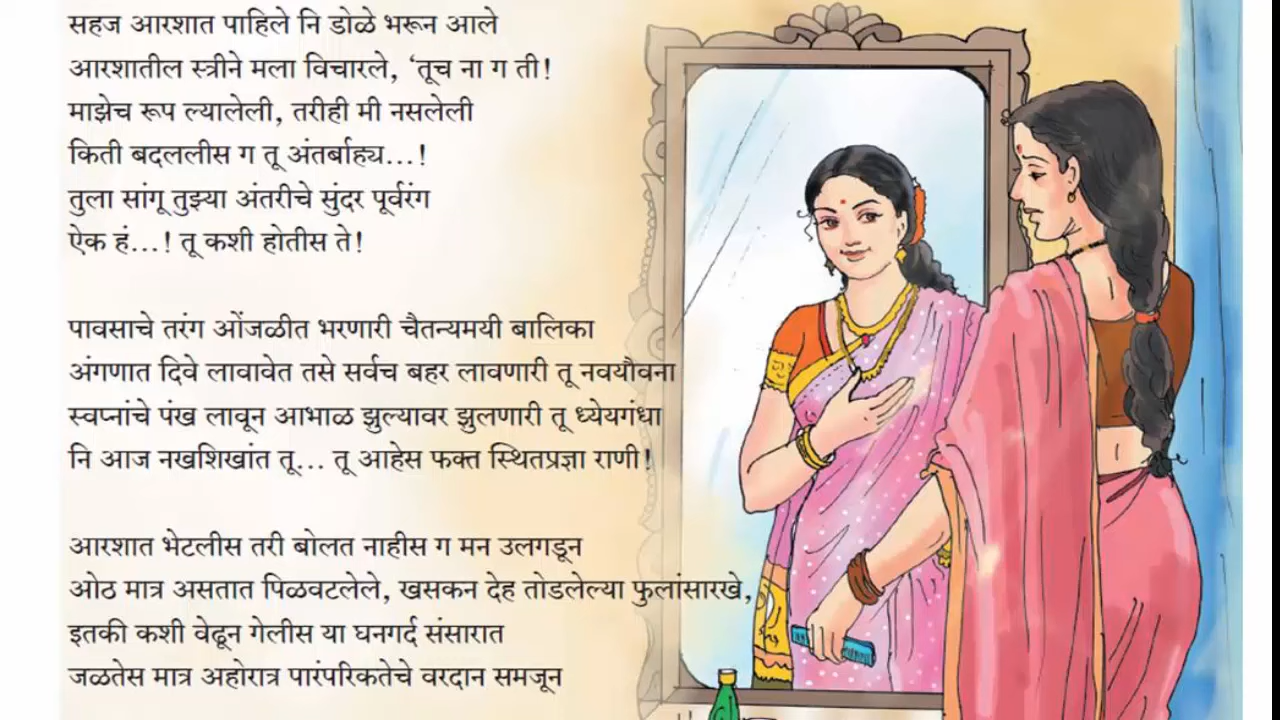 सहज आरशात पाहिले नि डोळे भरून आले
आरशातील स्त्रीने मला विचारले, ‘तूच ना ग ती!
माझेच रूप ल्यालेली, तरीही मी नसलेली
किती बदललीस ग तू अंतर्बाह्य...!
तुला सांगू तुझ्या अंतरीचे सुंदर पूर्वरंग
ऐक हं...! तू कशी होतीस ते!
पावसाचे तरंग ओंजळीत भरणारी चैतन्यमयी बालिका
अंगणात दिवे लावावेत तसे सर्वच बहर लावणारी तू नवयौवना
स्वप्नांचे पंख लावून आभाळ झुल्यावर झुलणारी तू ध्येयगंधा
नि आज नखशिखांत तू... तू आहेस फक्त स्थितप्रज्ञा राणी!
आरशात भेटलीस तरी बोलत नाहीस ग मन उलगडून
ओठ मात्र असतात पिळवटलेले, खसकन देह तोडलेल्या फुलांसारखे,
इतकी कशी वेढून गेलीस या घनगर्द संसारात
जळतेस मात्र अहोरात्र पारंपरिकतेचे वरदान समजून